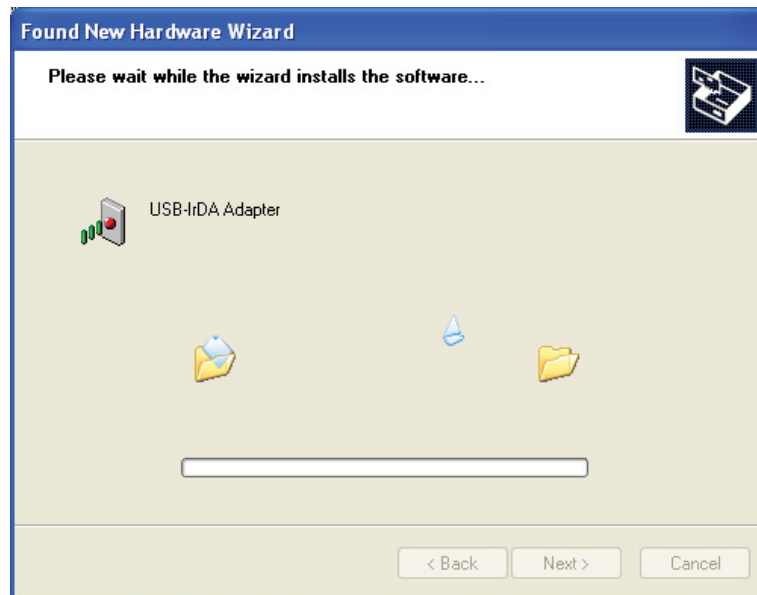 Found New Hardware Wizard
Please wait while the wizard installs the software...
USB-IrDA Adapter
< Back Next > Cancel